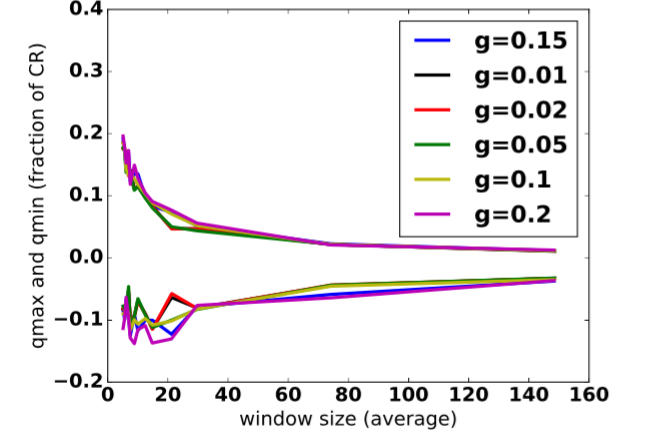 qmax and qmin (fraction of CR)
0.4
0.3
0.2
0.1
0.0
−0.1
−0.2
g=0.15
g=0.01
g=0.02
g=0.05
g=0.1
g=0.2
0 20 40 60 80 100 120 140 160
window size (average)